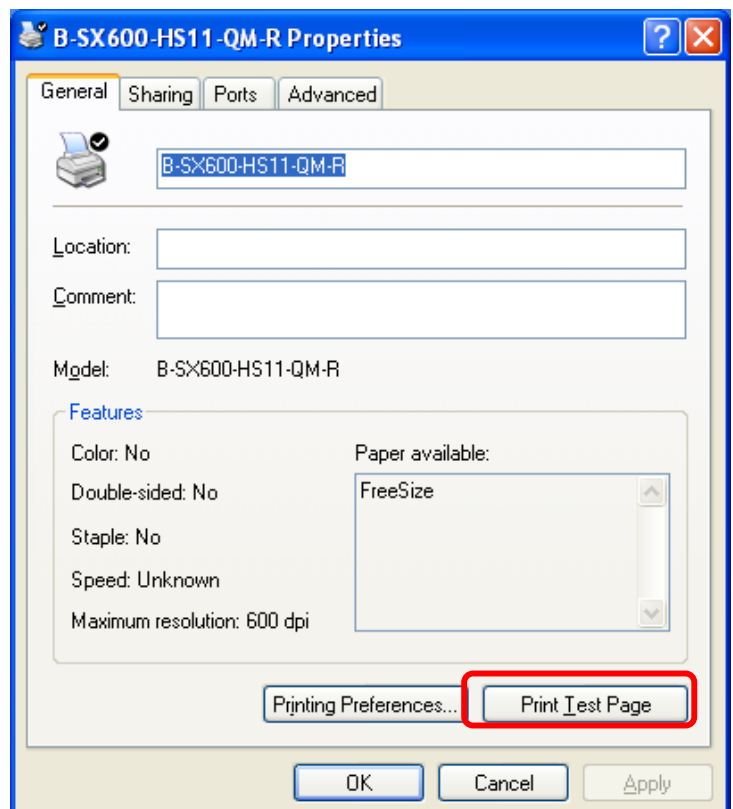 B-SX600-HS11-QM-R Properties
General Sharing Ports Advanced
B-SX600-HS11-QM-R
Location:
Comment:
Model: B-SX600-HS11-QM-R
Features
Color: No
Paper available:
Double-sided: No
FreeSize
Staple: No
Speed: Unknown
Maximum resolution: 600 dpi
Printing Preferences... Print Test Page
OK Cancel Apply